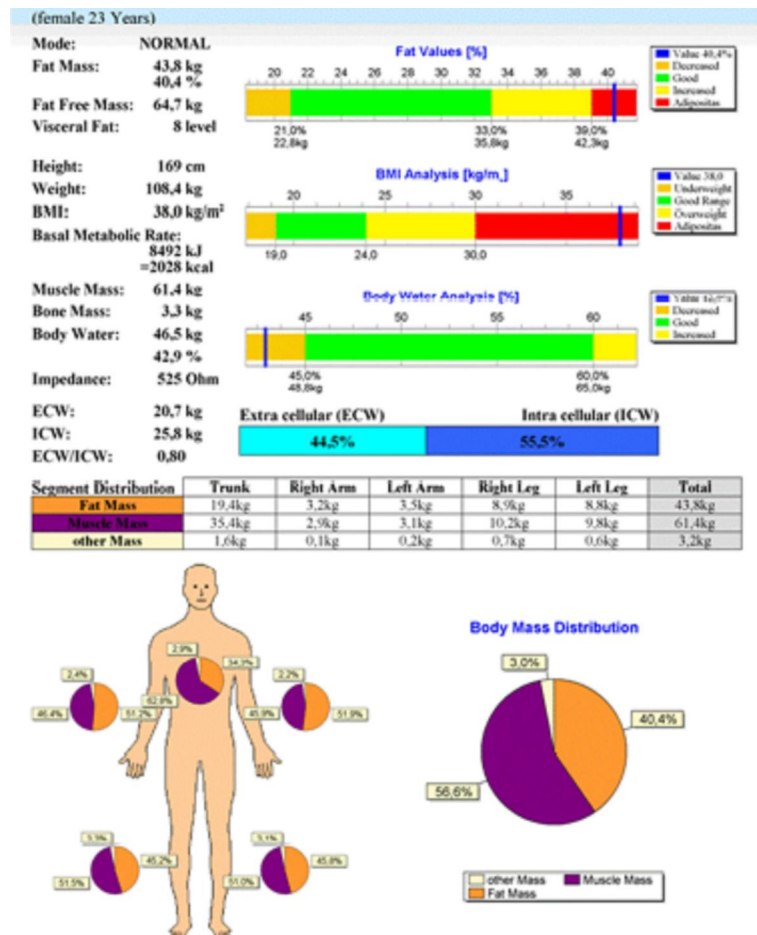 (female 23 Years)
Mode: NORMAL
Fat Mass: 43,8 kg
40,4 %
Fat Free Mass: 64,7 kg
Visceral Fat: 8 level
Height: 169 cm
Weight: 108,4 kg
BMI: 38,0 kg/m²
Basal Metabolic Rate:
8492 kJ
=2028 kcal
Muscle Mass: 61,4 kg
Bone Mass: 3,3 kg
Body Water: 46,5 kg
42,9 %
Impedance: 525 Ohm
ECW: 20,7 kg
ICW: 25,8 kg
ECW/ICW: 0,80
Fat Values [%]
20 22 24 26 28 30 32 34 36 38 40
21,0% 33,0% 39,0%
22,8kg 35,8kg 42,3kg
Value 40,4%
Decreased
Good
Increased
Adipositas
BMI Analysis [kg/m,]
20 25 30 35
19,0 24,0 30,0
Value 38,0
Underweight
Good Range
Overweight
Adipositas
Body Water Analysis [%]
45 50 55 60
45,0% 60,0%
48,8kg 65,0kg
Value
Decreased
Good
Increased
Extra cellular (ECW) Intra cellular (ICW)
44,5% 55,5%
Segment Distribution Trunk Right Arm Left Arm Right Leg Left Leg Total
Fat Mass 19,4kg 3,2kg 3,5kg 8,9kg 8,8kg 43,8kg
Muscle Mass 35,4kg 2,9kg 3,1kg 10,2kg 9,8kg 61,4kg
other Mass 1,6kg 0,1kg 0,2kg 0,7kg 0,6kg 3,2kg
2,9% 34,3%
62,8%
2,4%
46,4% 51,2%
2,2%
45,9% 51,9%
3,3%
51,5% 45,2%
3,1%
51,0% 45,8%
Body Mass Distribution
3,0%
40,4%
56,6%
other Mass Muscle Mass
Fat Mass